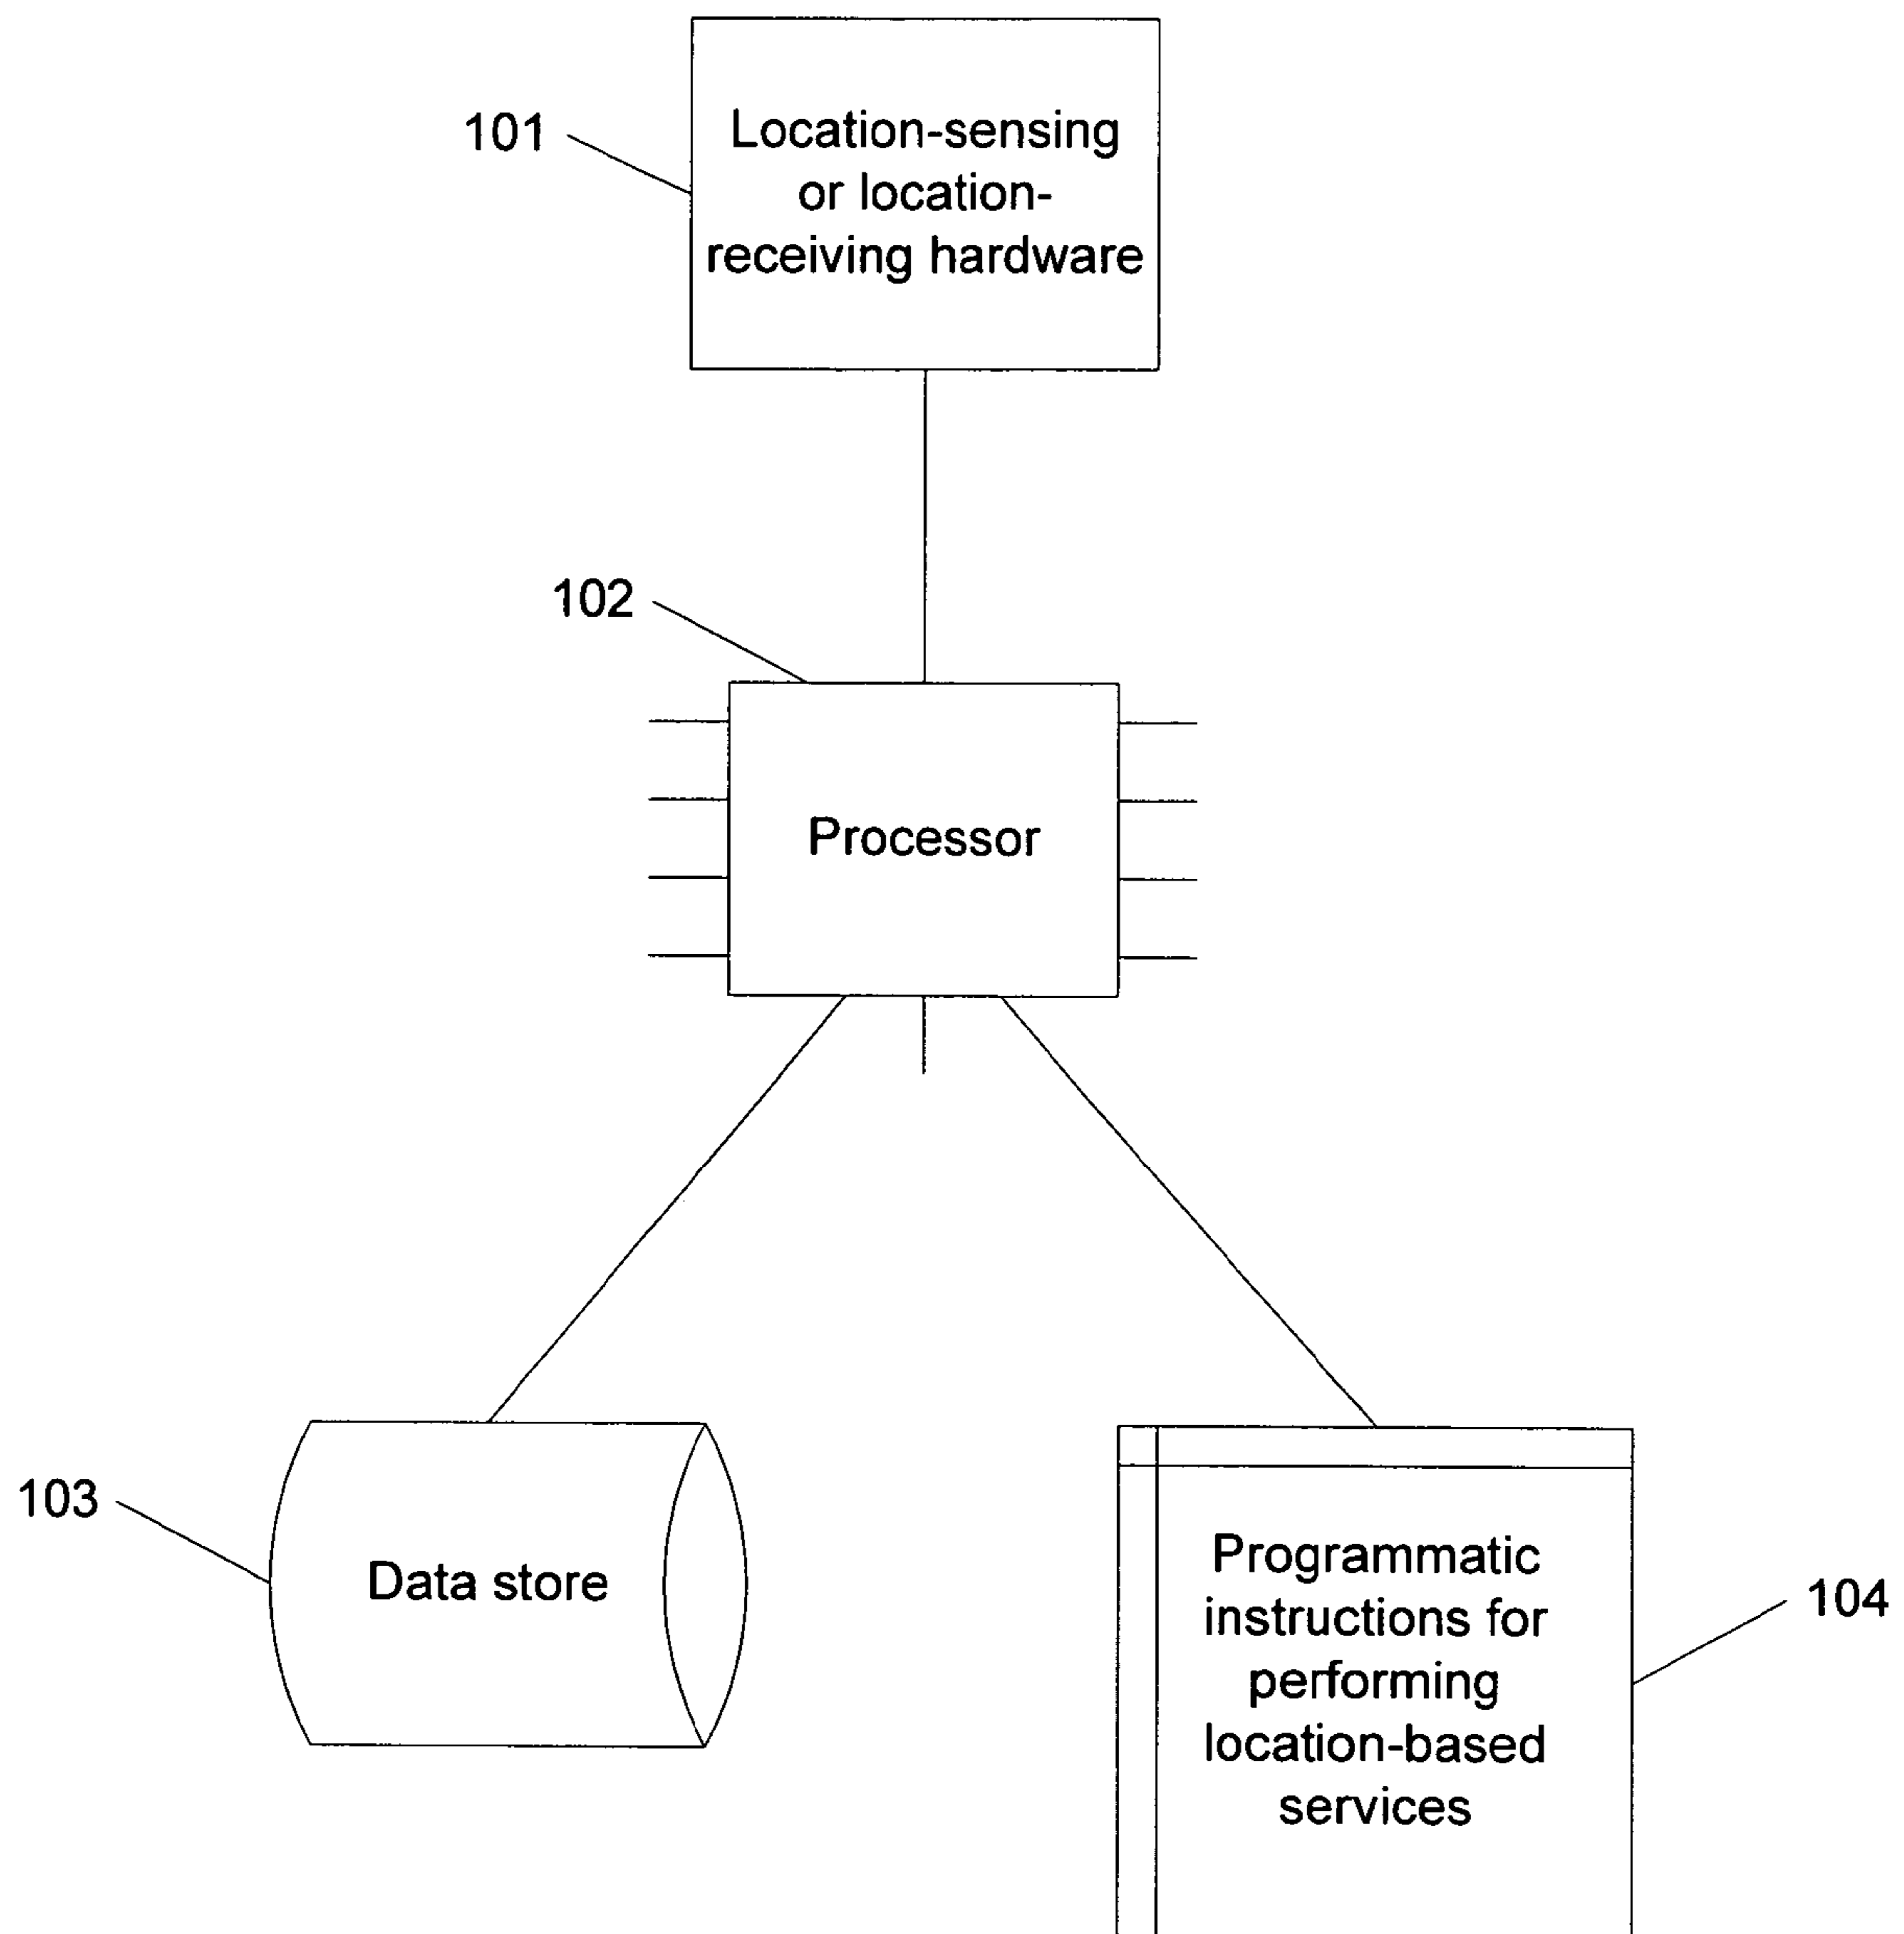 101
Location-sensing
or location-
receiving hardware
102
Processor
103
Data store
Programmatic
instructions for
performing
location-based
services
104